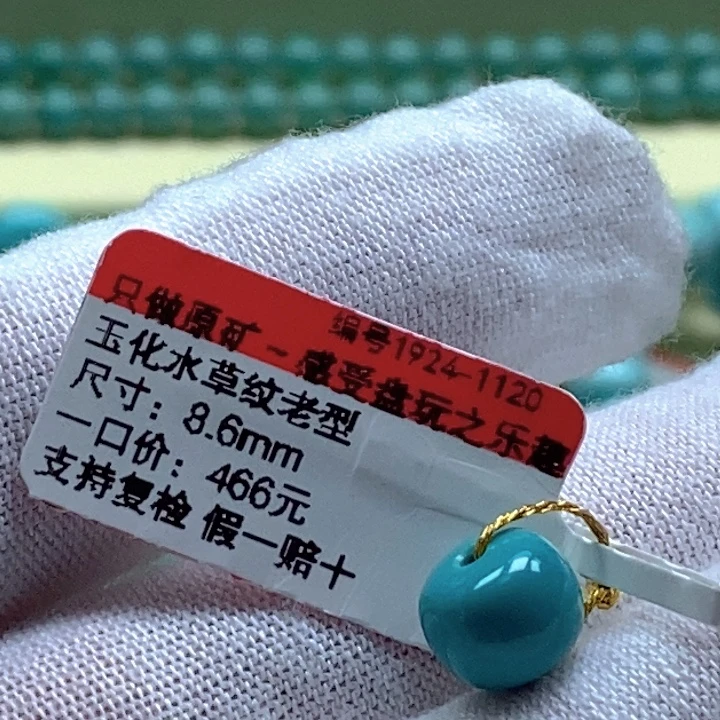 编号1924-1120
只做原矿~感受盘玩之乐趣
玉化水草纹老型
尺寸：8.6mm
一口价：466元
支持复检 假一赔十